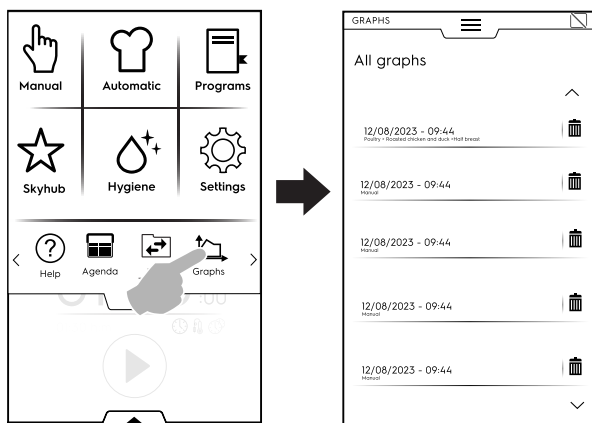 Manual
Automatic
Programs
Skyhub
Hygiene
Settings
Help
Agenda
Graphs
:00
GRAPHS
All graphs
12/08/2023 - 09:44
Poultry • Roasted chicken and duck •Half breast
12/08/2023 - 09:44
Manual
12/08/2023 - 09:44
Manual
12/08/2023 - 09:44
Manual
12/08/2023 - 09:44
Manual